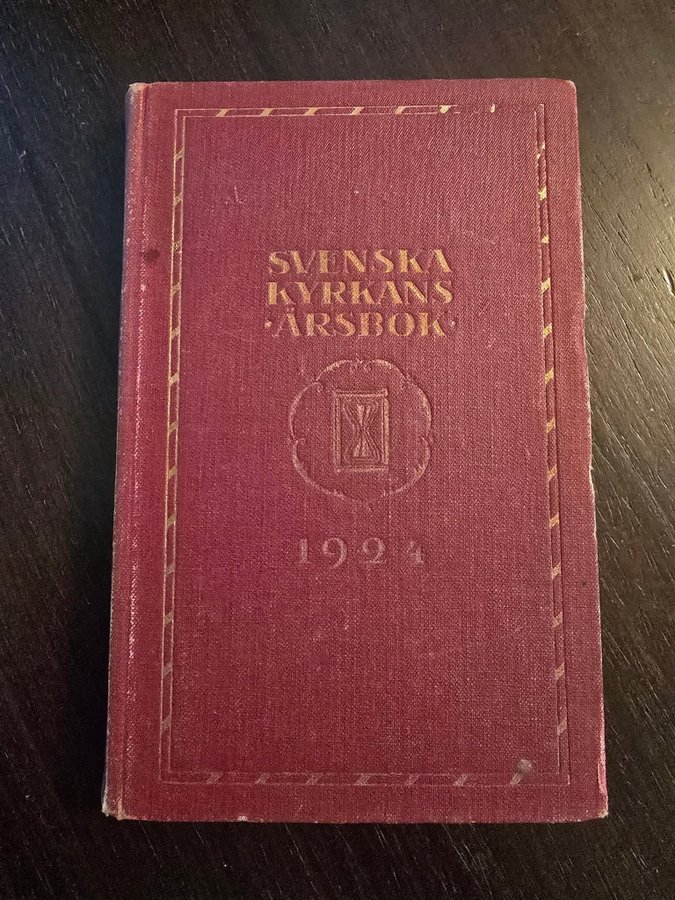 SVENSKA
KYRKANS
·ÅRSBOK·
1924